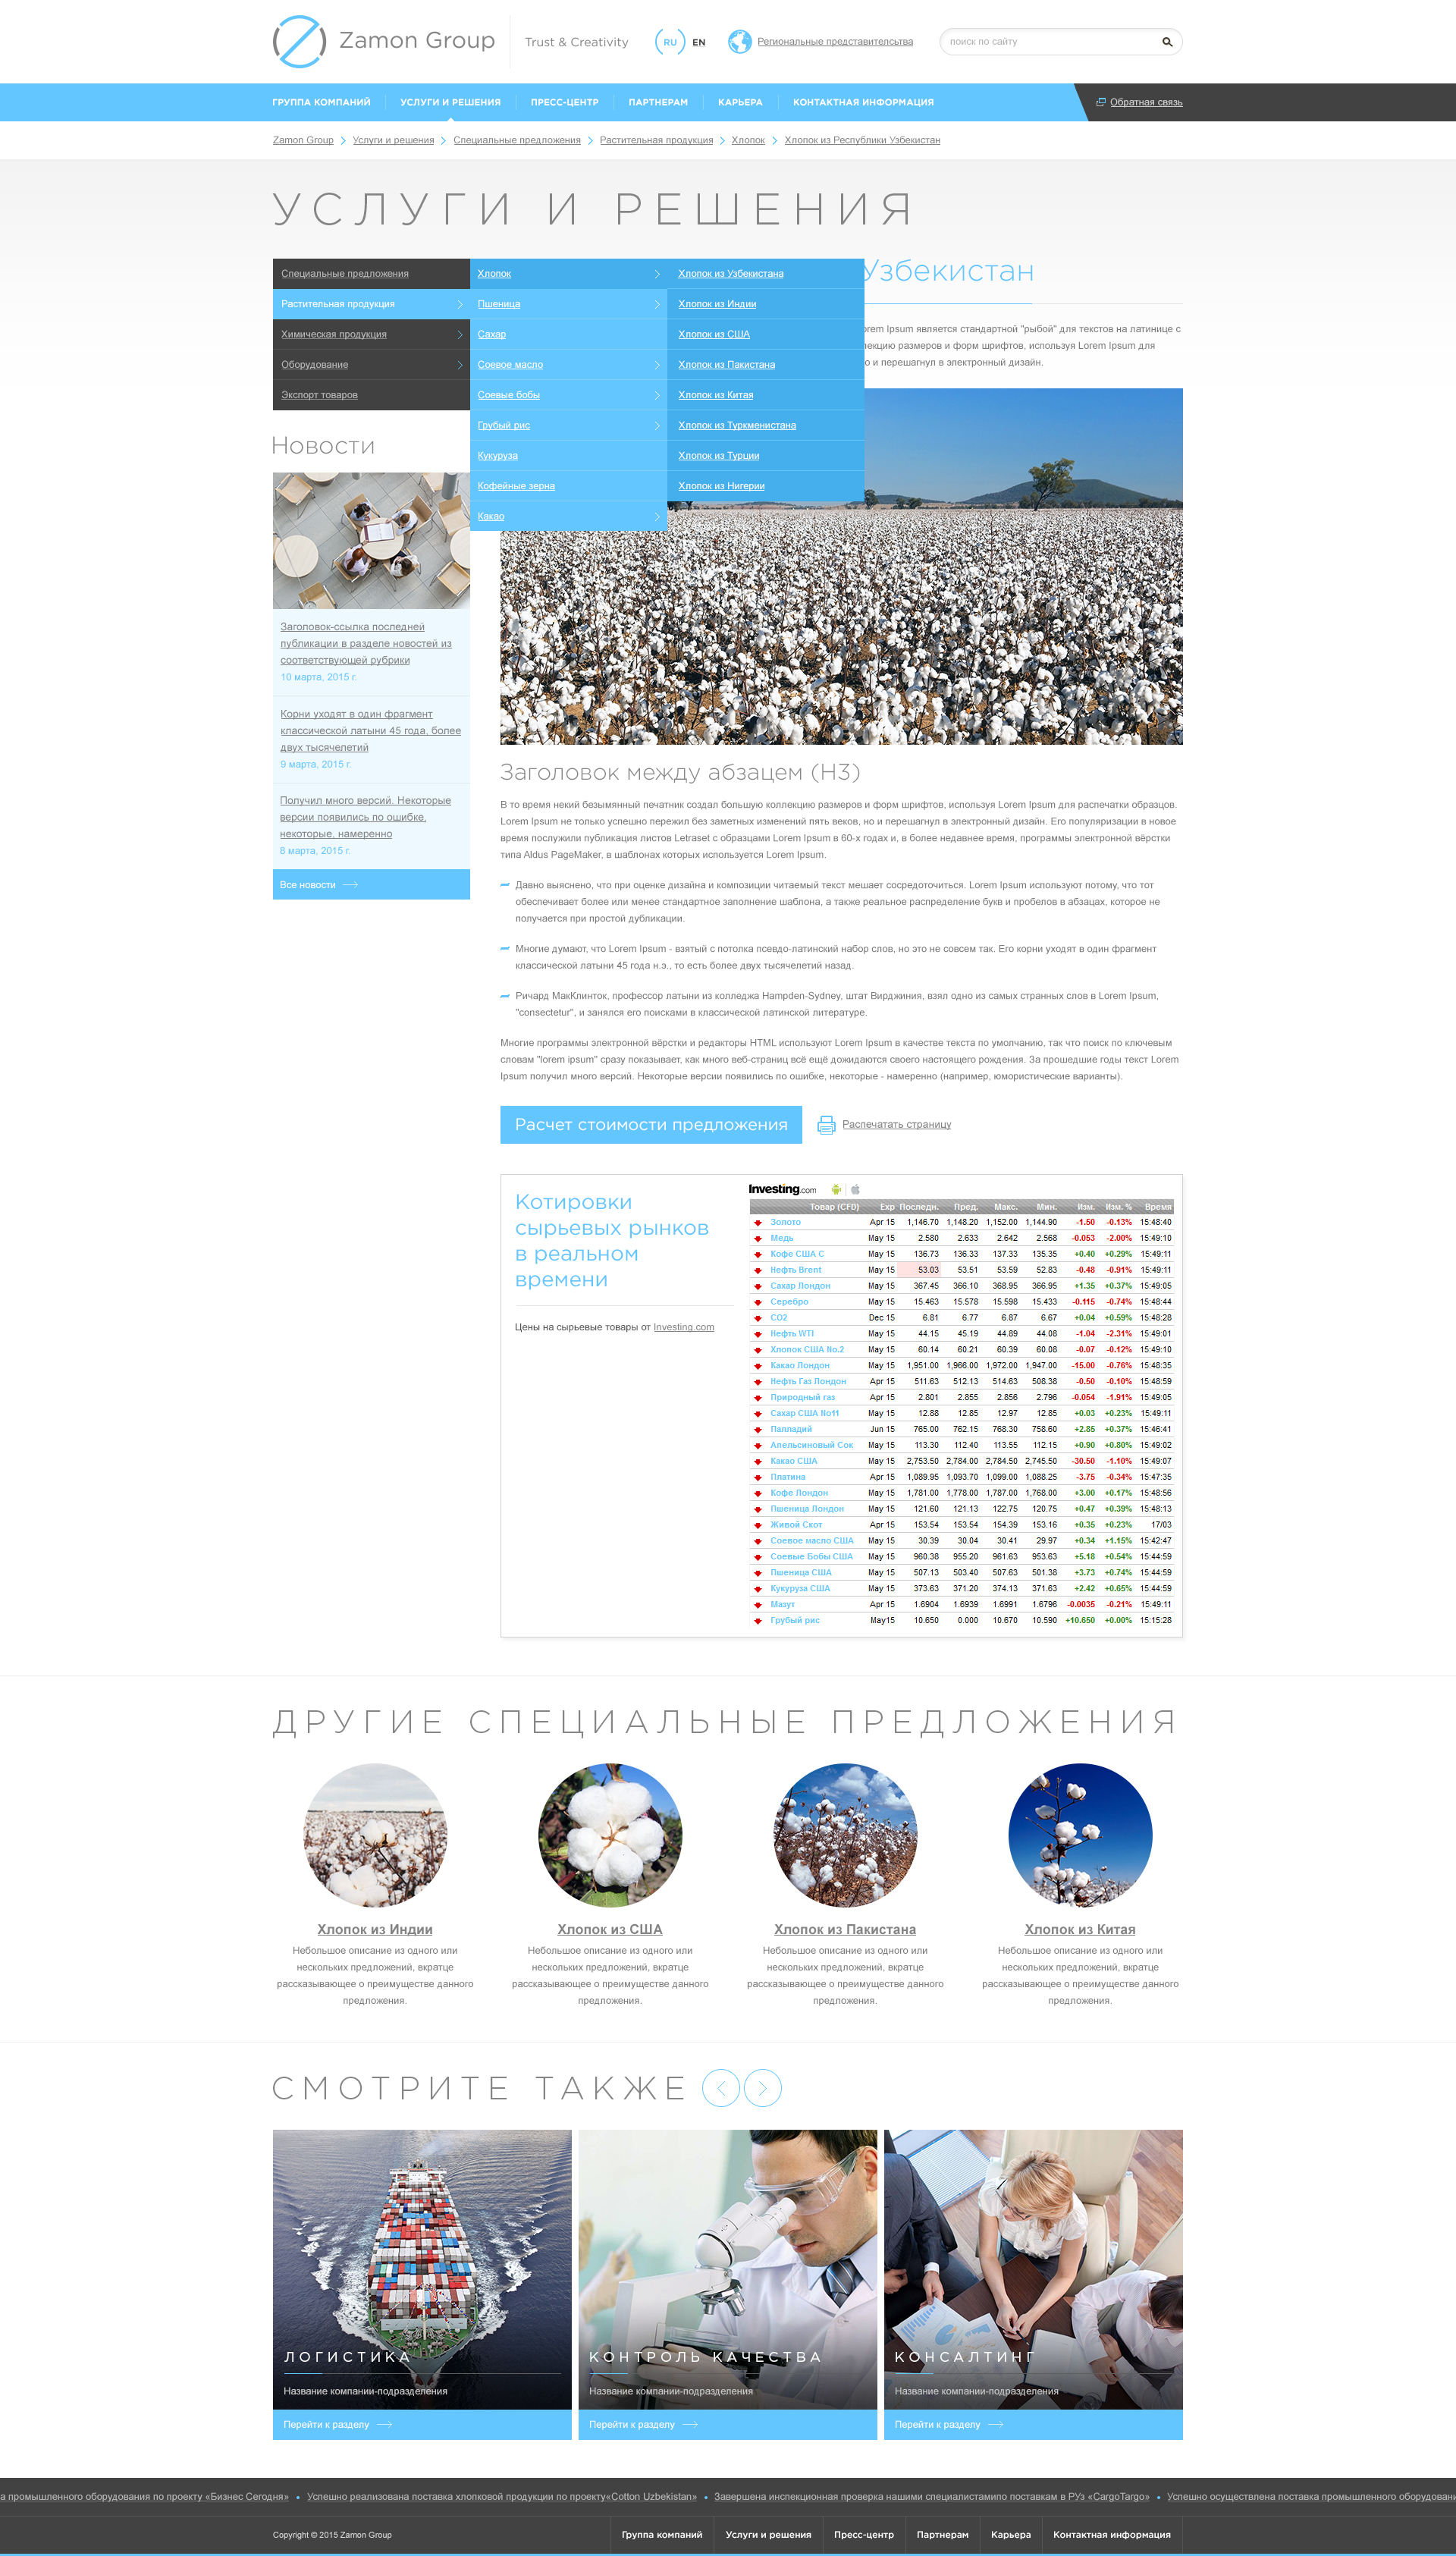 Zamon Group
Trust & Creativity
RU
EN
Региональные представителсьтва
поиск по сайту
ГРУППА КОМПАНИЙ
УСЛУГИ И РЕШЕНИЯ
ПРЕСС-ЦЕНТР
ПАРТНЕРАМ
КАРЬЕРА
КОНТАКТНАЯ ИНФОРМАЦИЯ
Обратная связь
Zamon Group
Услуги и решения
Специальные предложения
Растительная продукция
Хлопок
Хлопок из Республики Узбекистан
УСЛУГИ И РЕШЕНИЯ
Специальные предложения
Растительная продукция
Химическая продукция
Оборудование
Экспорт товаров
Хлопок
Пшеница
Сахар
Соевое масло
Соевые бобы
Грубый рис
Кукуруза
Кофейные зерна
Какао
Хлопок из Узбекистана
Хлопок из Индии
Хлопок из США
Хлопок из Пакистана
Хлопок из Китая
Хлопок из Туркменистана
Хлопок из Турции
Хлопок из Нигерии
Узбекистан
orem Ipsum является стандартной "рыбой" для текстов на латинице с
лекцию размеров и форм шрифтов, используя Lorem Ipsum для
о и перешагнул в электронный дизайн.
Новости
Заголовок-ссылка последней
публикации в разделе новостей из
соответствующей рубрики
10 марта, 2015 г.
Корни уходят в один фрагмент
классической латыни 45 года, более
двух тысячелетий
9 марта, 2015 г.
Получил много версий. Некоторые
версии появились по ошибке,
некоторые, намеренно
8 марта, 2015 г.
Все новости
Заголовок между абзацем (H3)
В то время некий безымянный печатник создал большую коллекцию размеров и форм шрифтов, используя Lorem Ipsum для распечатки образцов.
Lorem Ipsum не только успешно пережил без заметных изменений пять веков, но и перешагнул в электронный дизайн. Его популяризации в новое
время послужили публикация листов Letraset с образцами Lorem Ipsum в 60-х годах и, в более недавнее время, программы электронной вёрстки
типа Aldus PageMaker, в шаблонах которых используется Lorem Ipsum.
Давно выяснено, что при оценке дизайна и композиции читаемый текст мешает сосредоточиться. Lorem Ipsum используют потому, что тот
обеспечивает более или менее стандартное заполнение шаблона, а также реальное распределение букв и пробелов в абзацах, которое не
получается при простой дубликации.
Многие думают, что Lorem Ipsum - взятый с потолка псевдо-латинский набор слов, но это не совсем так. Его корни уходят в один фрагмент
классической латыни 45 года н.э., то есть более двух тысячелетий назад.
Ричард МакКлинток, профессор латыни из колледжа Hampden-Sydney, штат Вирджиния, взял одно из самых странных слов в Lorem Ipsum,
"consectetur", и занялся его поисками в классической латинской литературе.
Многие программы электронной вёрстки и редакторы HTML используют Lorem Ipsum в качестве текста по умолчанию, так что поиск по ключевым
словам "lorem ipsum" сразу показывает, как много веб-страниц всё ещё дожидаются своего настоящего рождения. За прошедшие годы текст Lorem
Ipsum получил много версий. Некоторые версии появились по ошибке, некоторые - намеренно (например, юмористические варианты).
Расчет стоимости предложения
Распечатать страницу
Котировки
сырьевых рынков
в реальном
времени
Цены на сырьевые товары от Investing.com
Investing.com
Товар (CFD) Exp Последн. Пред. Макс. Мин. Изм. Изм. % Время
Золото Apr 15 1,146.70 1,148.20 1,152.00 1,144.90 -1.50 -0.13% 15:48:40
Медь May 15 2.580 2.633 2.642 2.568 -0.053 -2.00% 15:49:10
Кофе США С May 15 136.73 136.33 137.33 135.35 +0.40 +0.29% 15:49:11
Нефть Brent May 15 53.03 53.51 53.59 52.83 -0.48 -0.91% 15:49:11
Сахар Лондон May 15 367.45 366.10 368.95 366.95 +1.35 +0.37% 15:49:05
Серебро May 15 15.463 15.578 15.598 15.433 -0.115 -0.74% 15:48:44
CO2 Dec 15 6.81 6.77 6.87 6.67 +0.04 +0.59% 15:48:28
Нефть WTI May 15 44.15 45.19 44.89 44.08 -1.04 -2.31% 15:49:01
Хлопок США No.2 May 15 60.14 60.21 60.39 60.08 -0.07 -0.12% 15:49:10
Какао Лондон May 15 1,951.00 1,966.00 1,972.00 1,947.00 -15.00 -0.76% 15:48:35
Нефть Газ Лондон Apr 15 511.63 512.13 514.63 508.38 -0.50 -0.10% 15:48:59
Природный газ Apr 15 2.801 2.855 2.856 2.796 -0.054 -1.91% 15:49:05
Сахар США No11 May 15 12.88 12.85 12.97 12.85 +0.03 +0.23% 15:49:11
Палладий Jun 15 765.00 762.15 768.30 758.60 +2.85 +0.37% 15:46:41
Апельсиновый Сок May 15 113.30 112.40 113.55 112.15 +0.90 +0.80% 15:49:02
Какао США May 15 2,753.50 2,784.00 2,784.50 2,745.50 -30.50 -1.10% 15:49:07
Платина Apr 15 1,089.95 1,093.70 1,099.00 1,088.25 -3.75 -0.34% 15:47:35
Кофе Лондон May 15 1,781.00 1,778.00 1,787.00 1,768.00 +3.00 +0.17% 15:48:56
Пшеница Лондон May 15 121.60 121.13 122.75 120.75 +0.47 +0.39% 15:48:13
Живой Скот Apr 15 153.54 153.54 154.39 153.16 +0.35 +0.23% 17/03
Соевое масло США May 15 30.39 30.04 30.41 29.97 +0.34 +1.15% 15:42:47
Соевые Бобы США May 15 960.38 955.20 961.63 953.63 +5.18 +0.54% 15:44:59
Пшеница США May 15 507.13 503.40 507.63 501.38 +3.73 +0.74% 15:44:59
Кукуруза США May 15 373.63 371.20 374.13 371.63 +2.42 +0.65% 15:44:59
Мазут Apr 15 1.6904 1.6939 1.6991 1.6796 -0.0035 -0.21% 15:49:11
Грубый рис May15 10.650 0.000 10.670 10.590 +10.650 +0.00% 15:15:28
ДРУГИЕ СПЕЦИАЛЬНЫЕ ПРЕДЛОЖЕНИЯ
Хлопок из Индии
Небольшое описание из одного или
нескольких предложений, вкратце
рассказывающее о преимуществе данного
предложения.
Хлопок из США
Небольшое описание из одного или
нескольких предложений, вкратце
рассказывающее о преимуществе данного
предложения.
Хлопок из Пакистана
Небольшое описание из одного или
нескольких предложений, вкратце
рассказывающее о преимуществе данного
предложения.
Хлопок из Китая
Небольшое описание из одного или
нескольких предложений, вкратце
рассказывающее о преимуществе данного
предложения.
СМОТРИТЕ ТАКЖЕ
ЛОГИСТИКА
Название компании-подразделения
Перейти к разделу
КОНТРОЛЬ КАЧЕСТВА
Название компании-подразделения
Перейти к разделу
КОНСАЛТИНГ
Название компании-подразделения
Перейти к разделу
а промышленного оборудования по проекту «Бизнес Сегодня»
Успешно реализована поставка хлопковой продукции по проекту«Cotton Uzbekistan»
Завершена инспекционная проверка нашими специалистамипо поставкам в РУз «CargoTargo»
Успешно осуществлена поставка промышленного оборудовани
Copyright © 2015 Zamon Group
Группа компаний
Услуги и решения
Пресс-центр
Партнерам
Карьера
Контактная информация